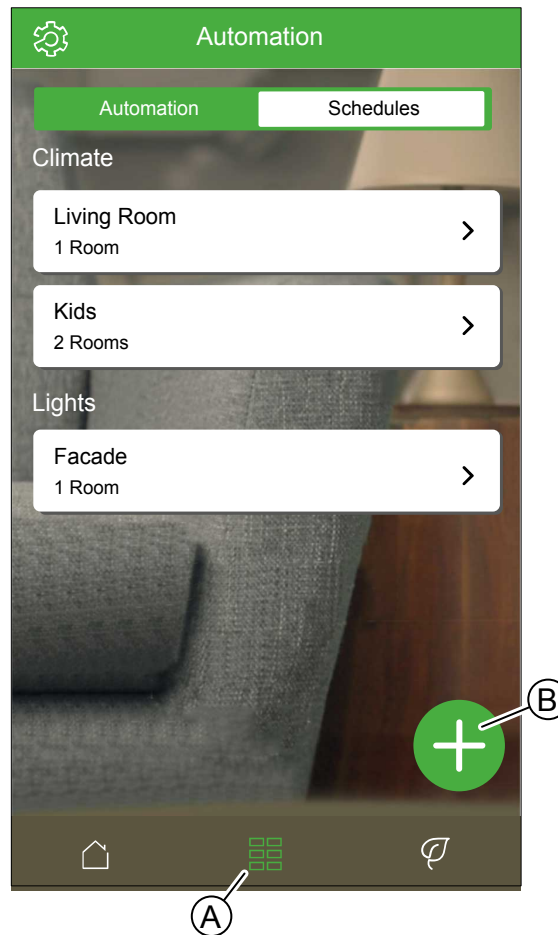 Automation
Automation
Schedules
Climate
Living Room
1 Room
Kids
2 Rooms
Lights
Facade
1 Room
B
A